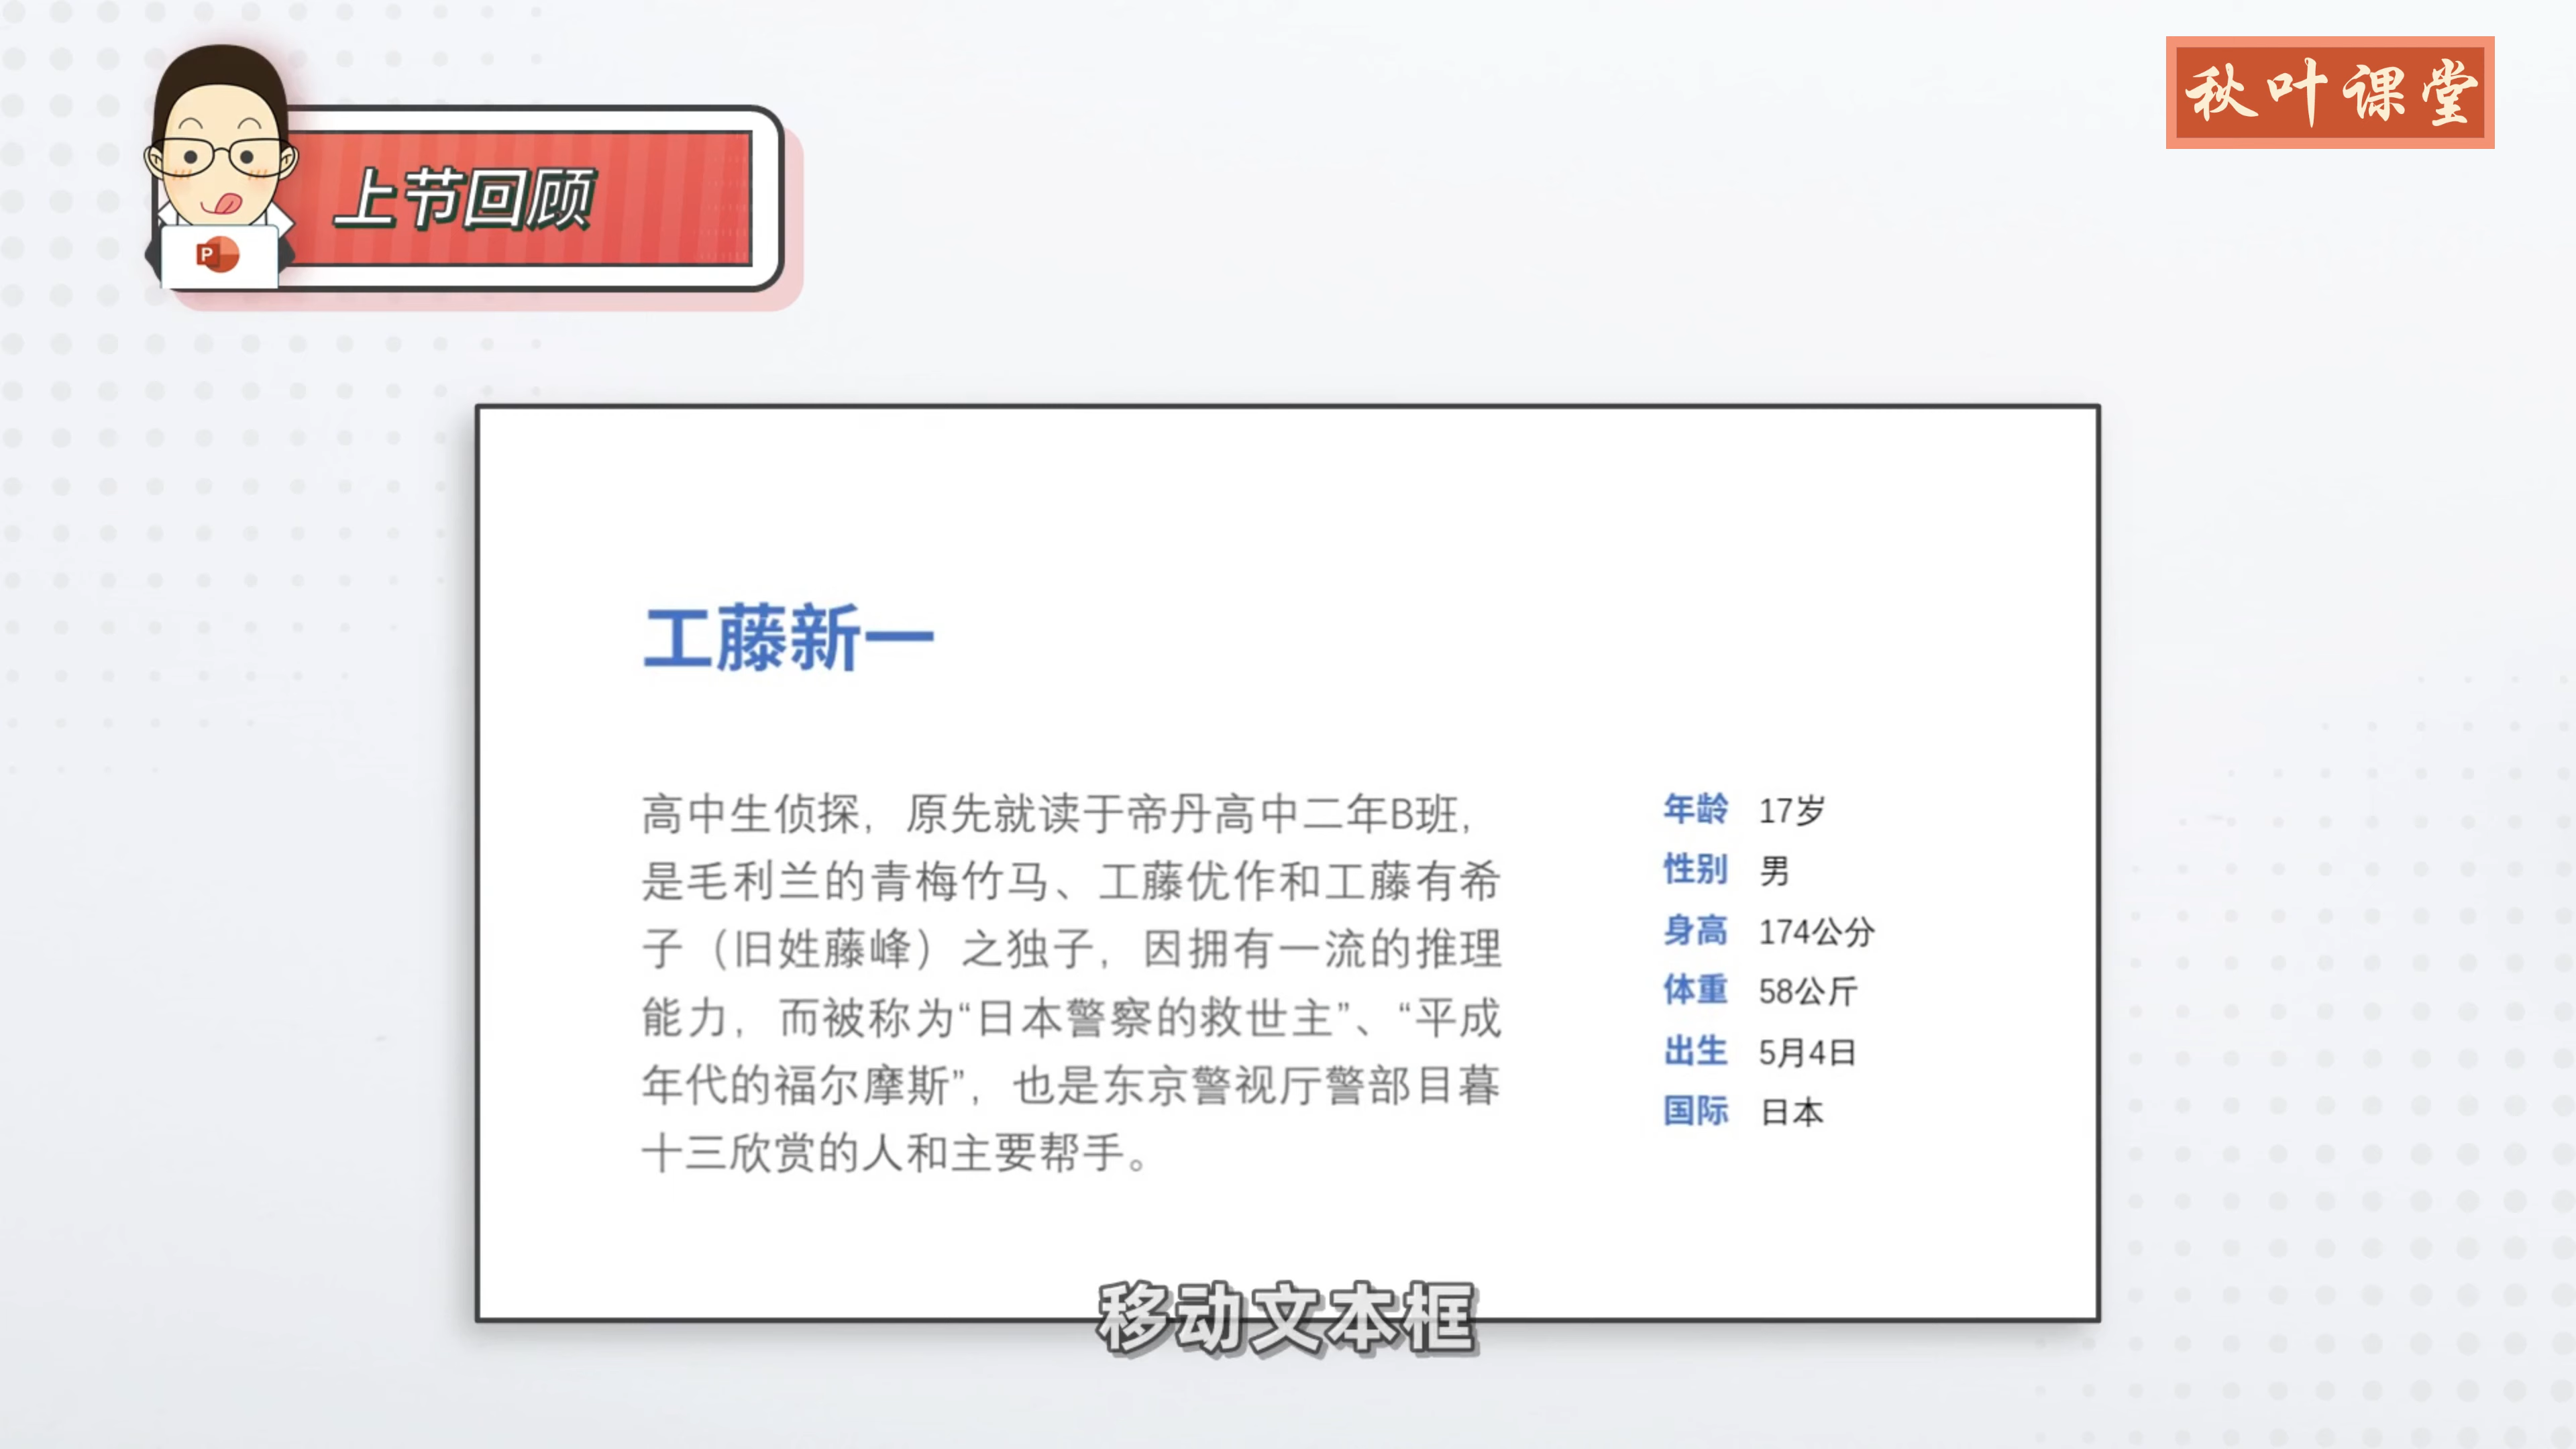 秋叶课堂
上节回顾
P
工藤新一
高中生侦探，原先就读于帝丹高中二年B班，
是毛利兰的青梅竹马、工藤优作和工藤有希
子（旧姓藤峰）之独子，因拥有一流的推理
能力，而被称为“日本警察的救世主”、“平成
年代的福尔摩斯”，也是东京警视厅警部目暮
十三欣赏的人和主要帮手。
年龄 17岁
性别 男
身高 174公分
体重 58公斤
出生 5月4日
国际 日本
移动文本框